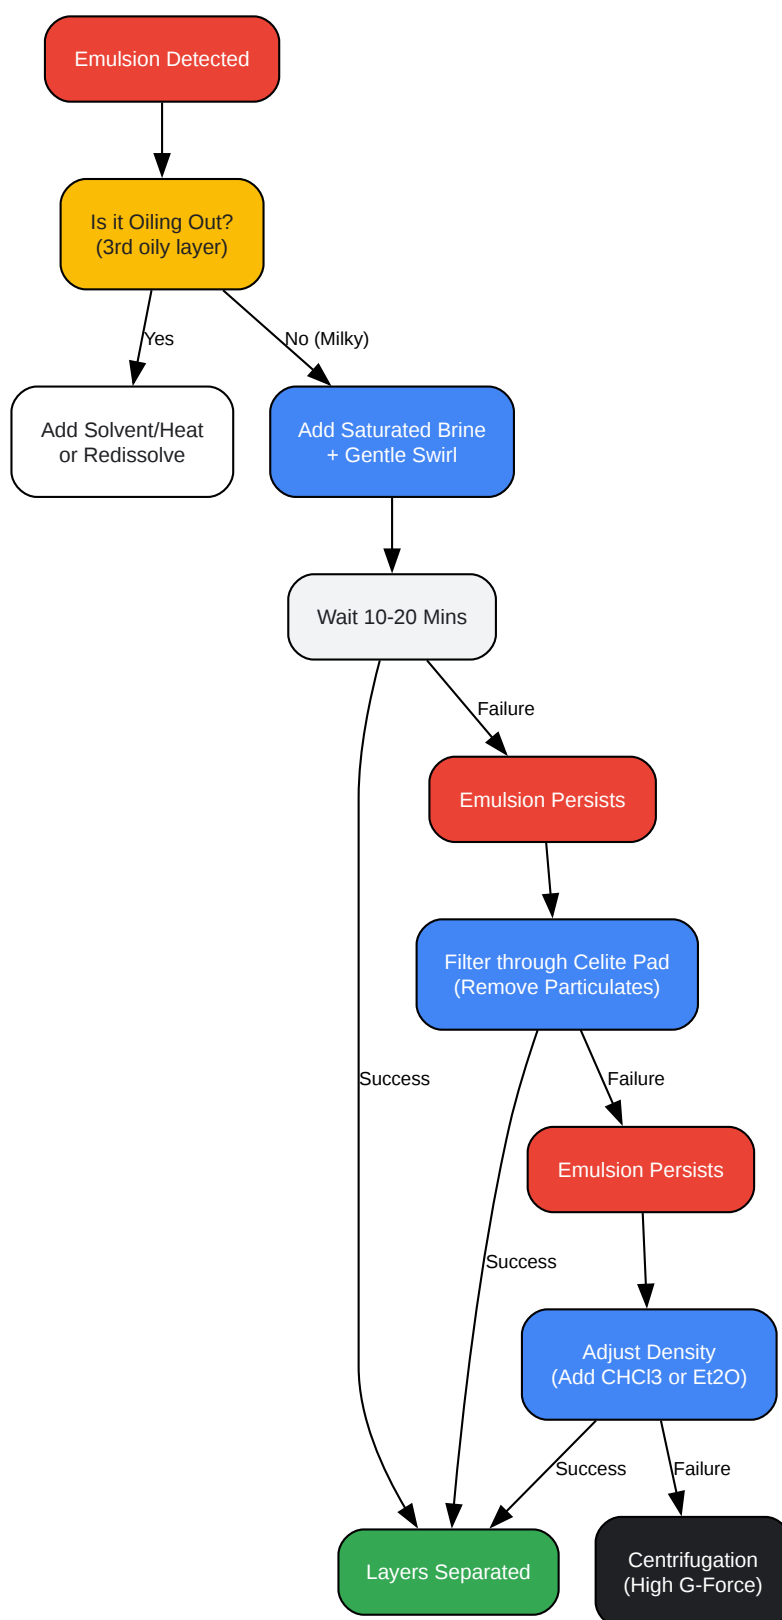 Emulsion Detected
Is it Oiling Out?
(3rd oily layer)
Yes
No (Milky)
Add Solvent/Heat
or Redissolve
Add Saturated Brine
+ Gentle Swirl
Wait 10-20 Mins
Failure
Emulsion Persists
Filter through Celite Pad
(Remove Particulates)
Success
Failure
Emulsion Persists
Success
Adjust Density
(Add CHCl3 or Et2O)
Success
Failure
Layers Separated
Centrifugation
(High G-Force)